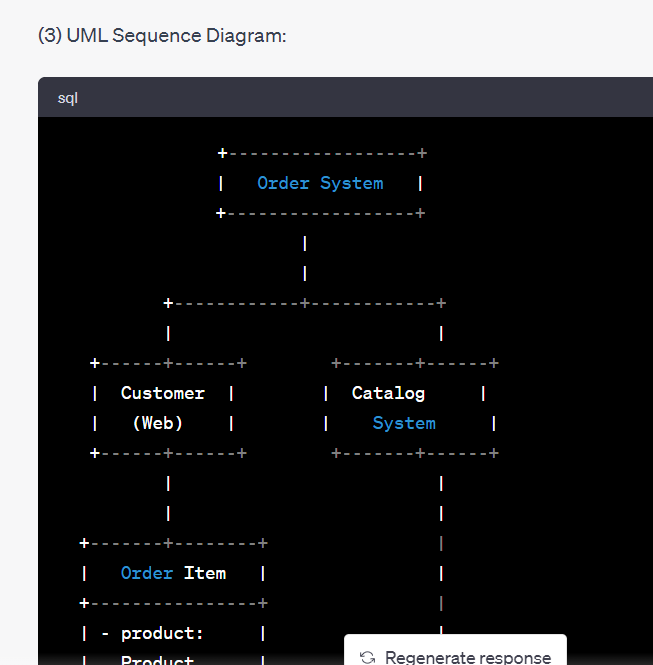 (3) UML Sequence Diagram:
sql
+------------------+
|   Order System   |
+------------------+
|
|
+------------+------------+
|                         |
+------+------+        +-------+------+
|  Customer  |        |  Catalog     |
|   (Web)    |        |    System     |
+------+------+        +-------+------+
|                         |
|                         |
+-------+--------+                |
|   Order Item   |                |
+----------------+                |
| - product:     |                |
Product      |
Regenerate response